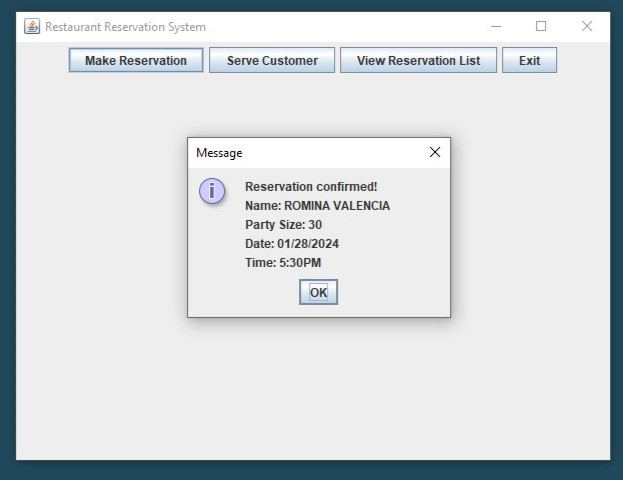 Restaurant Reservation System
Make Reservation Serve Customer View Reservation List Exit
Message
Reservation confirmed!
Name: ROMINA VALENCIA
Party Size: 30
Date: 01/28/2024
Time: 5:30PM
OK